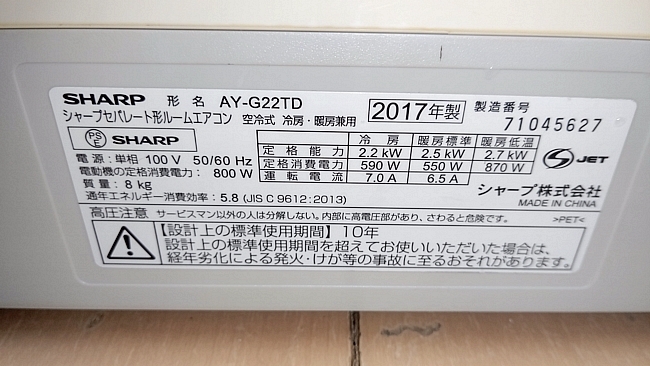 SHARP 形名 AY-G22TD 2017年製 製造番号
シャープセパレート形ルームエアコン 空冷式 冷房・暖房兼用 71045627
PSE SHARP
冷房 暖房標準 暖房低温
定格能力 2.2 kW 2.5 kW 2.7 kW
定格消費電力 590 W 550 W 870 W
運転電流 7.0 A 6.5 A
電源:単相 100 V 50/60 Hz
電動機の定格消費電力: 800 W
質量: 8 kg
通年エネルギー消費効率: 5.8 (JIS C 9612:2013)
S JET
シャープ株式会社
MADE IN CHINA
高圧注意 サービスマン以外の人は分解しない。内部に高電圧部があり、さわると危険です。 >PET<
【設計上の標準使用期間】10年
設計上の標準使用期間を超えてお使いいただいた場合は、
経年劣化による発火・けが等の事故に至るおそれがあります。